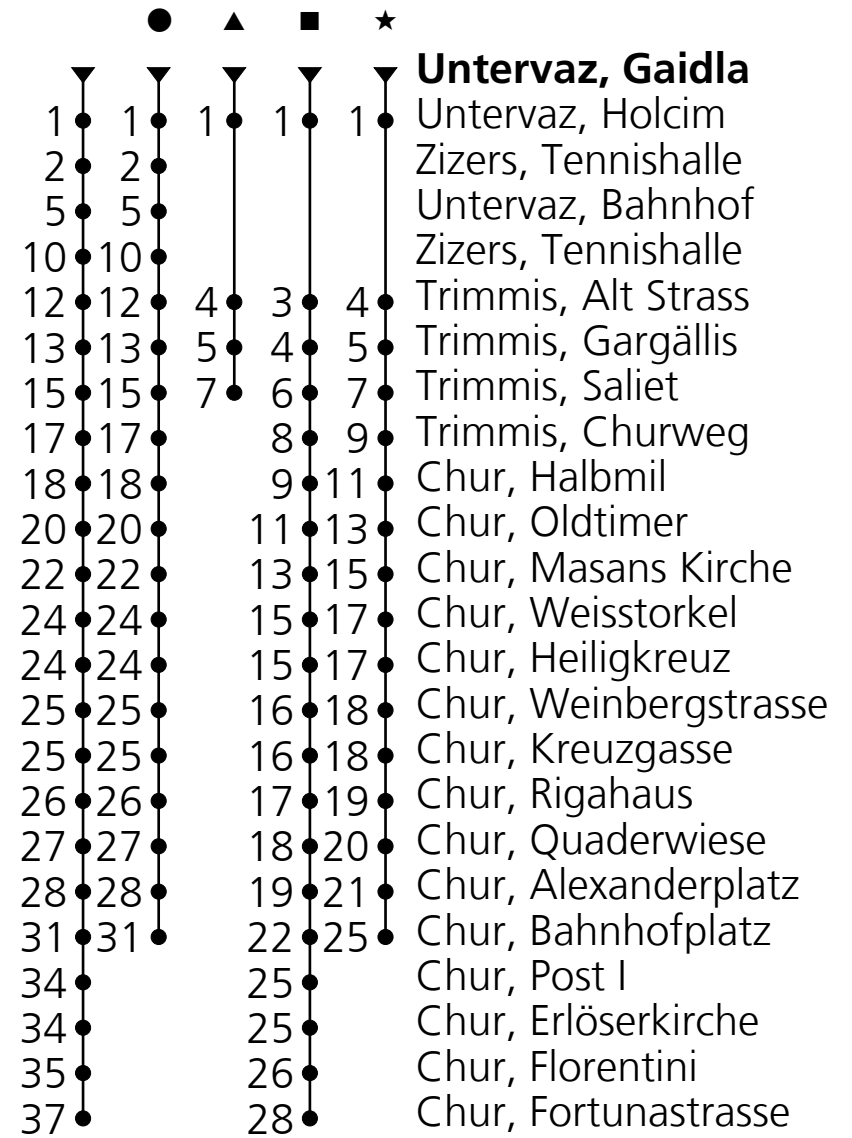 ● ▲ ■ ★
Untervaz, Gaidla
1 1 1 1 1 Untervaz, Holcim
2 2 Zizers, Tennishalle
5 5 Untervaz, Bahnhof
10 10 Zizers, Tennishalle
12 12 4 3 4 Trimmis, Alt Strass
13 13 5 4 5 Trimmis, Gargällis
15 15 7 6 7 Trimmis, Saliet
17 17 8 9 Trimmis, Churweg
18 18 9 11 Chur, Halbmil
20 20 11 13 Chur, Oldtimer
22 22 13 15 Chur, Masans Kirche
24 24 15 17 Chur, Weisstorkel
24 24 15 17 Chur, Heiligkreuz
25 25 16 18 Chur, Weinbergstrasse
25 25 16 18 Chur, Kreuzgasse
26 26 17 19 Chur, Rigahaus
27 27 18 20 Chur, Quaderwiese
28 28 19 21 Chur, Alexanderplatz
31 31 22 25 Chur, Bahnhofplatz
34 25 Chur, Post I
34 25 Chur, Erlöserkirche
35 26 Chur, Florentini
37 28 Chur, Fortunastrasse